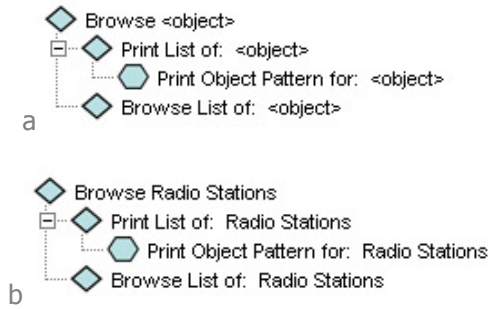 Browse <object>
Print List of: <object>
Print Object Pattern for: <object>
Browse List of: <object>
a
Browse Radio Stations
Print List of: Radio Stations
Print Object Pattern for: Radio Stations
Browse List of: Radio Stations
b